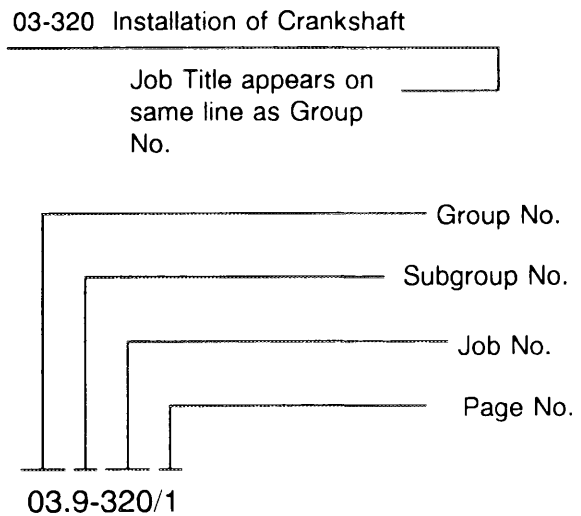 03-320 Installation of Crankshaft
Job Title appears on
same line as Group
No.
Group No.
Subgroup No.
Job No.
Page No.
03.9-320/1